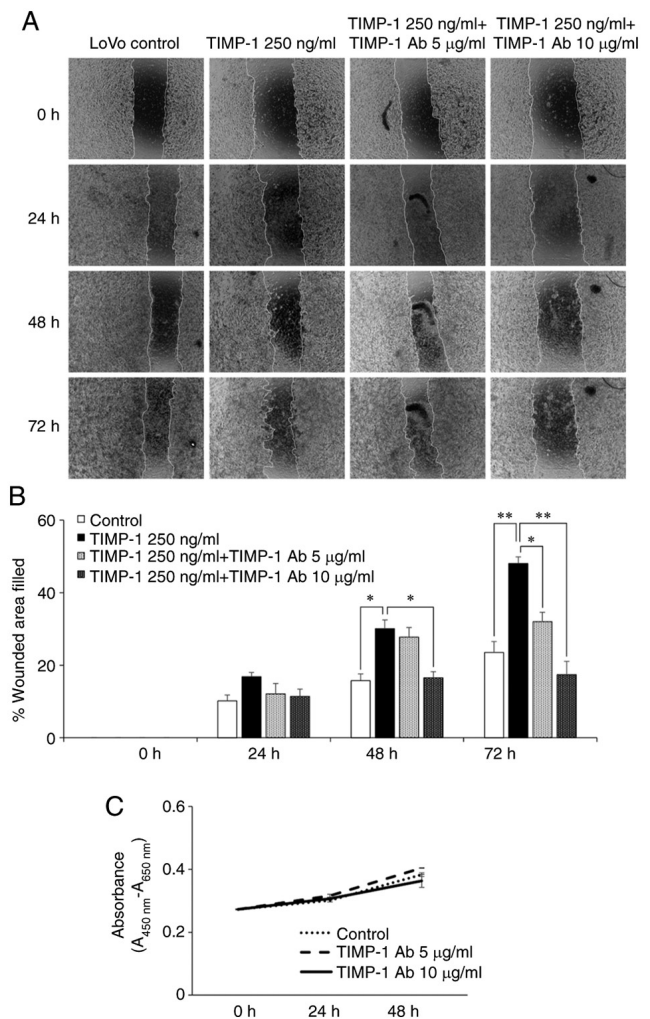 A
LoVo control
TIMP-1 250 ng/ml
TIMP-1 250 ng/ml+
TIMP-1 Ab 5 μg/ml
TIMP-1 250 ng/ml+
TIMP-1 Ab 10 μg/ml
0 h
24 h
48 h
72 h
B
% Wounded area filled
60
40
20
0
Control
TIMP-1 250 ng/ml
TIMP-1 250 ng/ml+TIMP-1 Ab 5 μg/ml
TIMP-1 250 ng/ml+TIMP-1 Ab 10 μg/ml
* *
** **
*
0 h 24 h 48 h 72 h
C
Absorbance
(A450 nm-A650 nm)
0.6
0.4
0.2
0
Control
TIMP-1 Ab 5 μg/ml
TIMP-1 Ab 10 μg/ml
0 h 24 h 48 h